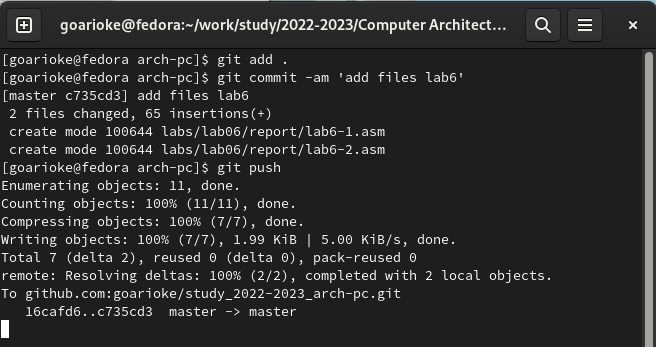 goarioke@fedora:~/work/study/2022-2023/Computer Architect...
[goarioke@fedora arch-pc]$ git add .
[goarioke@fedora arch-pc]$ git commit -am 'add files lab6'
[master c735cd3] add files lab6
 2 files changed, 65 insertions(+)
 create mode 100644 labs/lab06/report/lab6-1.asm
 create mode 100644 labs/lab06/report/lab6-2.asm
[goarioke@fedora arch-pc]$ git push
Enumerating objects: 11, done.
Counting objects: 100% (11/11), done.
Compressing objects: 100% (7/7), done.
Writing objects: 100% (7/7), 1.99 KiB | 5.00 KiB/s, done.
Total 7 (delta 2), reused 0 (delta 0), pack-reused 0
remote: Resolving deltas: 100% (2/2), completed with 2 local objects.
To github.com:goarioke/study_2022-2023_arch-pc.git
   16cafd6..c735cd3  master -> master